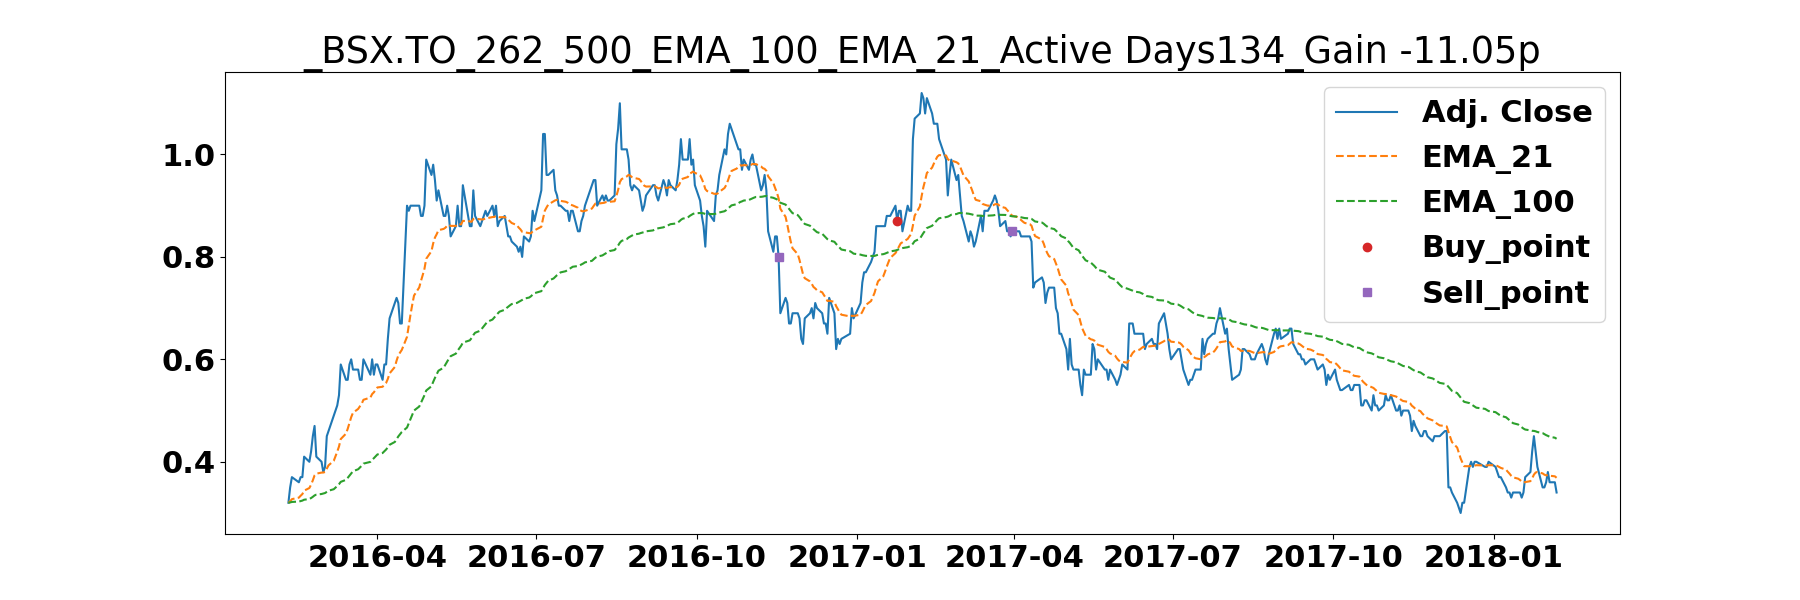 _BSX.TO_262_500_EMA_100_EMA_21_Active Days134_Gain -11.05p
Adj. Close
EMA_21
EMA_100
Buy_point
Sell_point
1.0
0.8
0.6
0.4
2016-04 2016-07 2016-10 2017-01 2017-04 2017-07 2017-10 2018-01